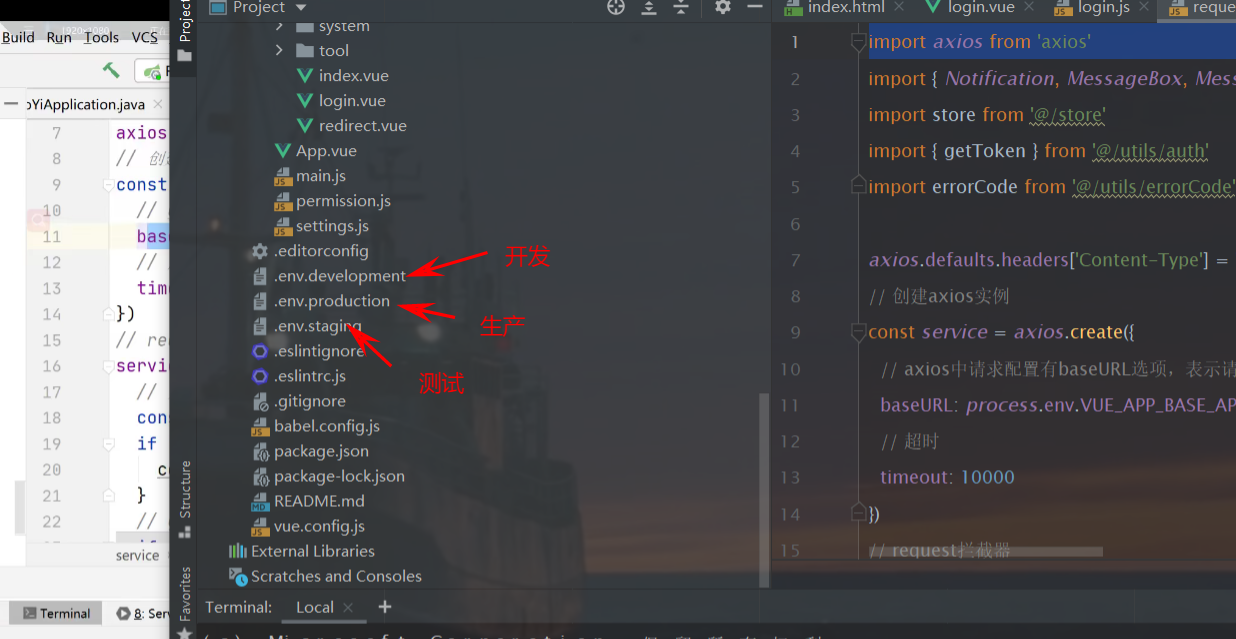 Build Run Tools VCS
oYiApplication.java
7 axios
8 //
9 const
10 //
11 bas
12 //
13 tim
14 })
15 // re
16 servi
17 //
18 con
19 if
20 c
21 }
22 //
service
Terminal 8: Serv
Project
Structure
Favorites
Project
system
tool
index.vue
login.vue
redirect.vue
App.vue
main.js
permission.js
settings.js
.editorconfig
.env.development 开发
.env.production 生产
.env.staging 测试
.eslintignore
.eslintrc.js
.gitignore
babel.config.js
package.json
package-lock.json
README.md
vue.config.js
External Libraries
Scratches and Consoles
Terminal: Local +
index.html login.vue login.js reque
1 import axios from 'axios'
2 import { Notification, MessageBox, Mess
3 import store from '@/store'
4 import { getToken } from '@/utils/auth'
5 import errorCode from '@/utils/errorCode'
6
7 axios.defaults.headers['Content-Type'] =
8 // 创建axios实例
9 const service = axios.create({
10 // axios中请求配置有baseURL选项，表示请
11 baseURL: process.env.VUE_APP_BASE_AP
12 // 超时
13 timeout: 10000
14 })
15 // request拦截器